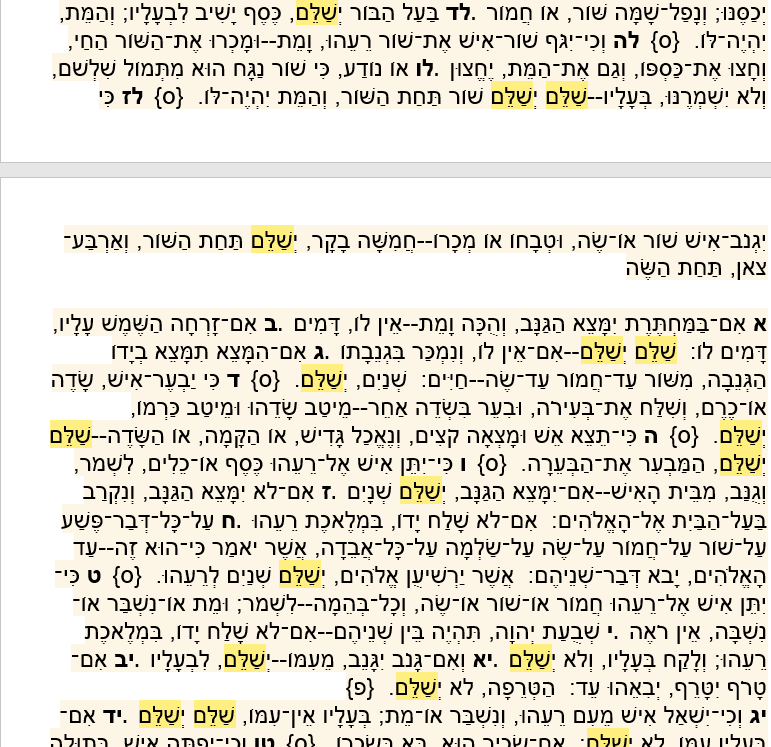 יְכַסֶּנּוּ; וְנָפַל-שָׁמָּה שּׁוֹר, אוֹ חֲמוֹר .לד בַּעַל הַבּוֹר יְשַׁלֵּם, כֶּסֶף יָשִׁיב לִבְעָלָיו; וְהַמֵּת,
יִהְיֶה-לּוֹ. {ס} לה וְכִי-יִגֹּף שׁוֹר-אִישׁ אֶת-שׁוֹר רֵעֵהוּ, וָמֵת--וּמָכְרוּ אֶת-הַשּׁוֹר הַחַי,
וְחָצוּ אֶת-כַּסְפּוֹ, וְגַם אֶת-הַמֵּת, יֶחֱצוּן .לו אוֹ נוֹדַע, כִּי שׁוֹר נַגָּח הוּא מִתְּמוֹל שִׁלְשֹׁם,
וְלֹא יִשְׁמְרֶנּוּ, בְּעָלָיו--שַׁלֵּם יְשַׁלֵּם שׁוֹר תַּחַת הַשּׁוֹר, וְהַמֵּת יִהְיֶה-לּוֹ. {ס} לז כִּי
יִגְנֹב-אִישׁ שׁוֹר אוֹ-שֶׂה, וּטְבָחוֹ אוֹ מְכָרוֹ--חֲמִשָּׁה בָקָר, יְשַׁלֵּם תַּחַת הַשּׁוֹר, וְאַרְבַּע-
צֹאן, תַּחַת הַשֶּׂה
א אִם-בַּמַּחְתֶּרֶת יִמָּצֵא הַגַּנָּב, וְהֻכָּה וָמֵת--אֵין לוֹ, דָּמִים .ב אִם-זָרְחָה הַשֶּׁמֶשׁ עָלָיו,
דָּמִים לוֹ: שַׁלֵּם יְשַׁלֵּם--אִם-אֵין לוֹ, וְנִמְכַּר בִּגְנֵבָתוֹ .ג אִם-הִמָּצֵא תִמָּצֵא בְיָדוֹ
הַגְּנֵבָה, מִשּׁוֹר עַד-חֲמוֹר עַד-שֶׂה--חַיִּים: שְׁנַיִם, יְשַׁלֵּם. {ס} ד כִּי יַבְעֶר-אִישׁ, שָׂדֶה
אוֹ-כֶרֶם, וְשִׁלַּח אֶת-בְּעִירֹה, וּבִעֵר בִּשְׂדֵה אַחֵר--מֵיטַב שָׂדֵהוּ וּמֵיטַב כַּרְמוֹ,
יְשַׁלֵּם. {ס} ה כִּי-תֵצֵא אֵשׁ וּמָצְאָה קֹצִים, וְנֶאֱכַל גָּדִישׁ, אוֹ הַקָּמָה, אוֹ הַשָּׂדֶה--שַׁלֵּם
יְשַׁלֵּם, הַמַּבְעִר אֶת-הַבְּעֵרָה. {ס} ו כִּי-יִתֵּן אִישׁ אֶל-רֵעֵהוּ כֶּסֶף אוֹ-כֵלִים, לִשְׁמֹר,
וְגֻנַּב, מִבֵּית הָאִישׁ--אִם-יִמָּצֵא הַגַּנָּב, יְשַׁלֵּם שְׁנָיִם .ז אִם-לֹא יִמָּצֵא הַגַּנָּב, וְנִקְרַב
בַּעַל-הַבַּיִת אֶל-הָאֱלֹהִים: אִם-לֹא שָׁלַח יָדוֹ, בִּמְלֶאכֶת רֵעֵהוּ .ח עַל-כָּל-דְּבַר-פֶּשַׁע
עַל-שׁוֹר עַל-חֲמוֹר עַל-שֶׂה עַל-שַׂלְמָה עַל-כָּל-אֲבֵדָה, אֲשֶׁר יֹאמַר כִּי-הוּא זֶה--עַד
הָאֱלֹהִים, יָבֹא דְּבַר-שְׁנֵיהֶם: אֲשֶׁר יַרְשִׁיעֻן אֱלֹהִים, יְשַׁלֵּם שְׁנַיִם לְרֵעֵהוּ. {ס} ט כִּי-
יִתֵּן אִישׁ אֶל-רֵעֵהוּ חֲמוֹר אוֹ-שׁוֹר אוֹ-שֶׂה, וְכָל-בְּהֵמָה--לִשְׁמֹר; וּמֵת אוֹ-נִשְׁבַּר אוֹ-
נִשְׁבָּה, אֵין רֹאֶה .י שְׁבֻעַת יְהוָה, תִּהְיֶה בֵּין שְׁנֵיהֶם--אִם-לֹא שָׁלַח יָדוֹ, בִּמְלֶאכֶת
רֵעֵהוּ; וְלָקַח בְּעָלָיו, וְלֹא יְשַׁלֵּם .יא וְאִם-גָּנֹב יִגָּנֵב, מֵעִמּוֹ--יְשַׁלֵּם, לִבְעָלָיו .יב אִם-
טָרֹף יִטָּרֵף, יְבִאֵהוּ עֵד: הַטְּרֵפָה, לֹא יְשַׁלֵּם. {פ}
יג וְכִי-יִשְׁאַל אִישׁ מֵעִם רֵעֵהוּ, וְנִשְׁבַּר אוֹ-מֵת; בְּעָלָיו אֵין-עִמּוֹ, שַׁלֵּם יְשַׁלֵּם .יד אִם-
בְּעָלָיו עִמּוֹ, לֹא יְשַׁלֵּם: אִם-שָׂכִיר הוּא, בָּא בִּשְׂכָרוֹ. {ס} טו וְכִי-יְפַתֶּה אִישׁ, בְּתוּלָה